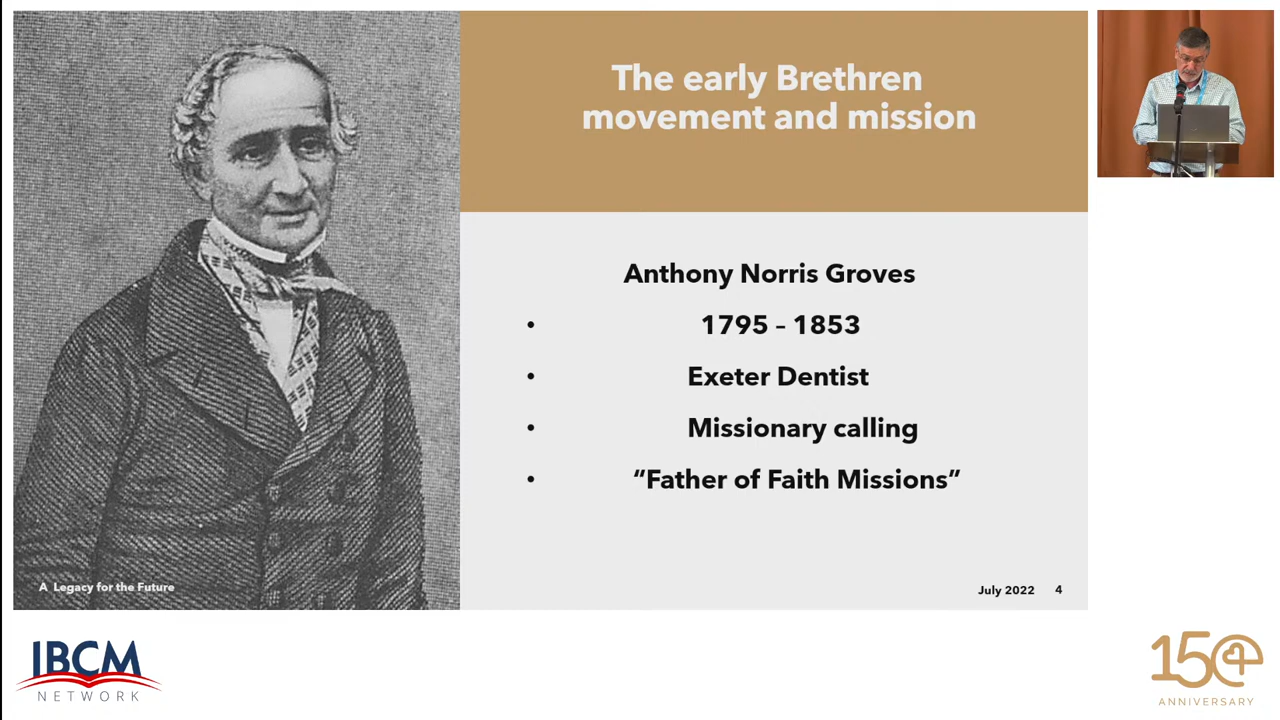 The early Brethren
movement and mission
Anthony Norris Groves
• 1795 – 1853
• Exeter Dentist
• Missionary calling
• “Father of Faith Missions”
A Legacy for the Future
July 2022 4
IBCM
NETWORK
150
ANNIVERSARY